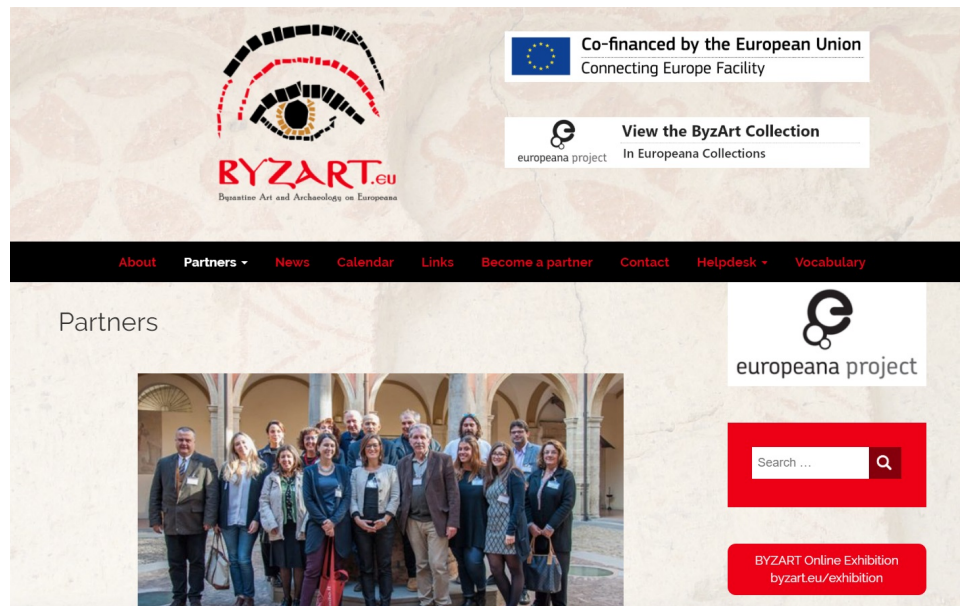 BYZART.EU
Byzantine Art and Archaeology on Europeana
Co-financed by the European Union
Connecting Europe Facility
europeana project
View the ByzArt Collection
In Europeana Collections
About Partners News Calendar Links Become a partner Contact Helpdesk Vocabulary
Partners
europeana project
Search ...
BYZART Online Exhibition
byzart.eu/exhibition